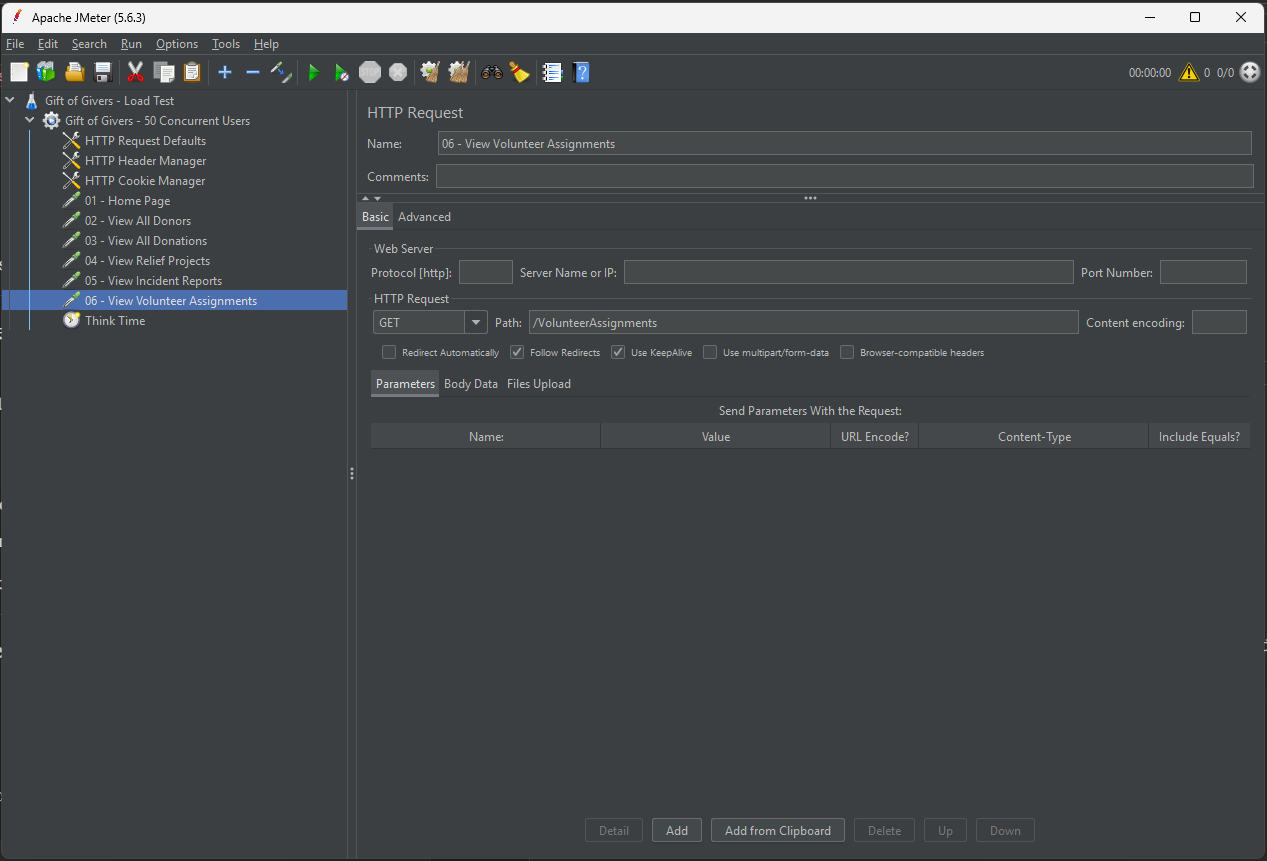 Apache JMeter (5.6.3)
File Edit Search Run Options Tools Help
STOP
00:00:00 0 0/0
Gift of Givers - Load Test
Gift of Givers - 50 Concurrent Users
HTTP Request Defaults
HTTP Header Manager
HTTP Cookie Manager
01 - Home Page
02 - View All Donors
03 - View All Donations
04 - View Relief Projects
05 - View Incident Reports
06 - View Volunteer Assignments
Think Time
HTTP Request
Name: 06 - View Volunteer Assignments
Comments:
Basic Advanced
Web Server
Protocol [http]: Server Name or IP: Port Number:
HTTP Request
GET Path: /VolunteerAssignments Content encoding:
Redirect Automatically Follow Redirects Use KeepAlive Use multipart/form-data Browser-compatible headers
Parameters Body Data Files Upload
Send Parameters With the Request:
Name: Value URL Encode? Content-Type Include Equals?
Detail Add Add from Clipboard Delete Up Down